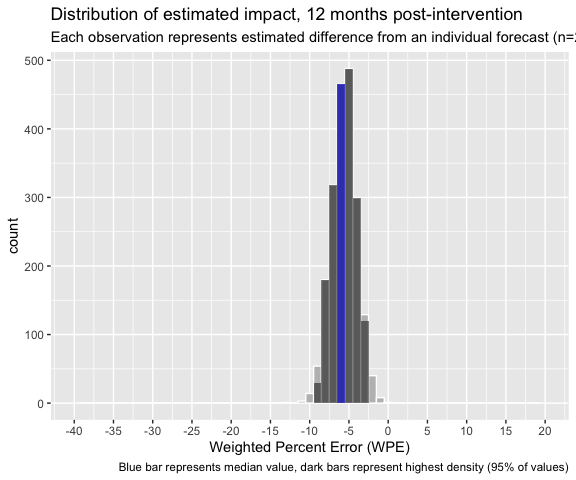 Distribution of estimated impact, 12 months post-intervention
Each observation represents estimated difference from an individual forecast
500
400
300
200
100
0
count
-40 -35 -30 -25 -20 -15 -10 -5 0 5 10 15 20
Weighted Percent Error (WPE)
Blue bar represents median value, dark bars represent highest density (95% of values)